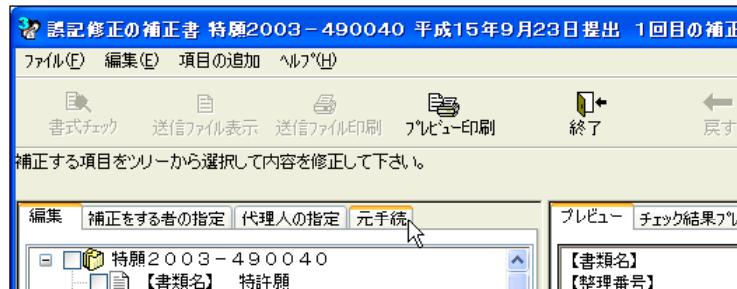 誤記修正の補正書 特願2003-490040 平成15年9月23日提出 1回目の補正
ファイル(F) 編集(E) 項目の追加 ヘルプ(H)
書式チェック 送信ファイル表示 送信ファイル印刷 プレビュー印刷 終了 戻す
補正する項目をツリーから選択して内容を修正して下さい。
編集 補正をする者の指定 代理人の指定 元手続 プレビュー チェック結果プレ
特願2003-490040 【書類名】
【書類名】 特許願 【整理番号】